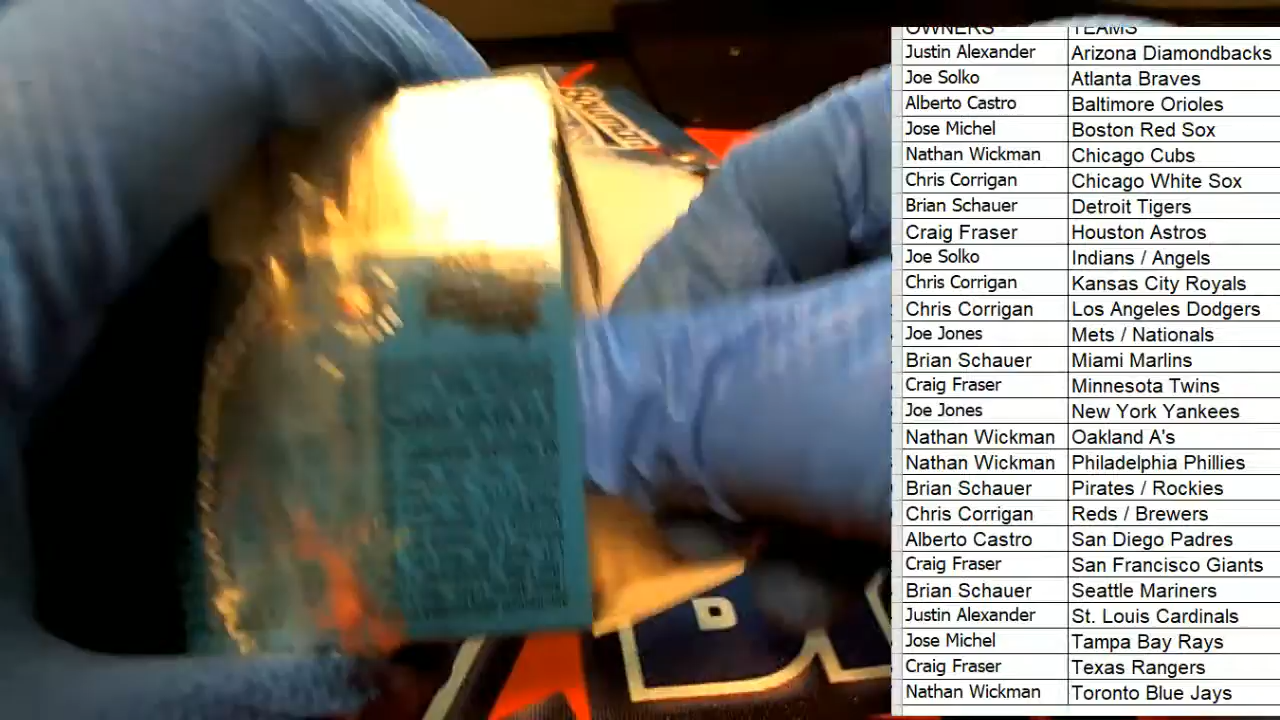 OWNERS TEAMS
Justin Alexander Arizona Diamondbacks
Joe Solko Atlanta Braves
Alberto Castro Baltimore Orioles
Jose Michel Boston Red Sox
Nathan Wickman Chicago Cubs
Chris Corrigan Chicago White Sox
Brian Schauer Detroit Tigers
Craig Fraser Houston Astros
Joe Solko Indians / Angels
Chris Corrigan Kansas City Royals
Chris Corrigan Los Angeles Dodgers
Joe Jones Mets / Nationals
Brian Schauer Miami Marlins
Craig Fraser Minnesota Twins
Joe Jones New York Yankees
Nathan Wickman Oakland A's
Nathan Wickman Philadelphia Phillies
Brian Schauer Pirates / Rockies
Chris Corrigan Reds / Brewers
Alberto Castro San Diego Padres
Craig Fraser San Francisco Giants
Brian Schauer Seattle Mariners
Justin Alexander St. Louis Cardinals
Jose Michel Tampa Bay Rays
Craig Fraser Texas Rangers
Nathan Wickman Toronto Blue Jays